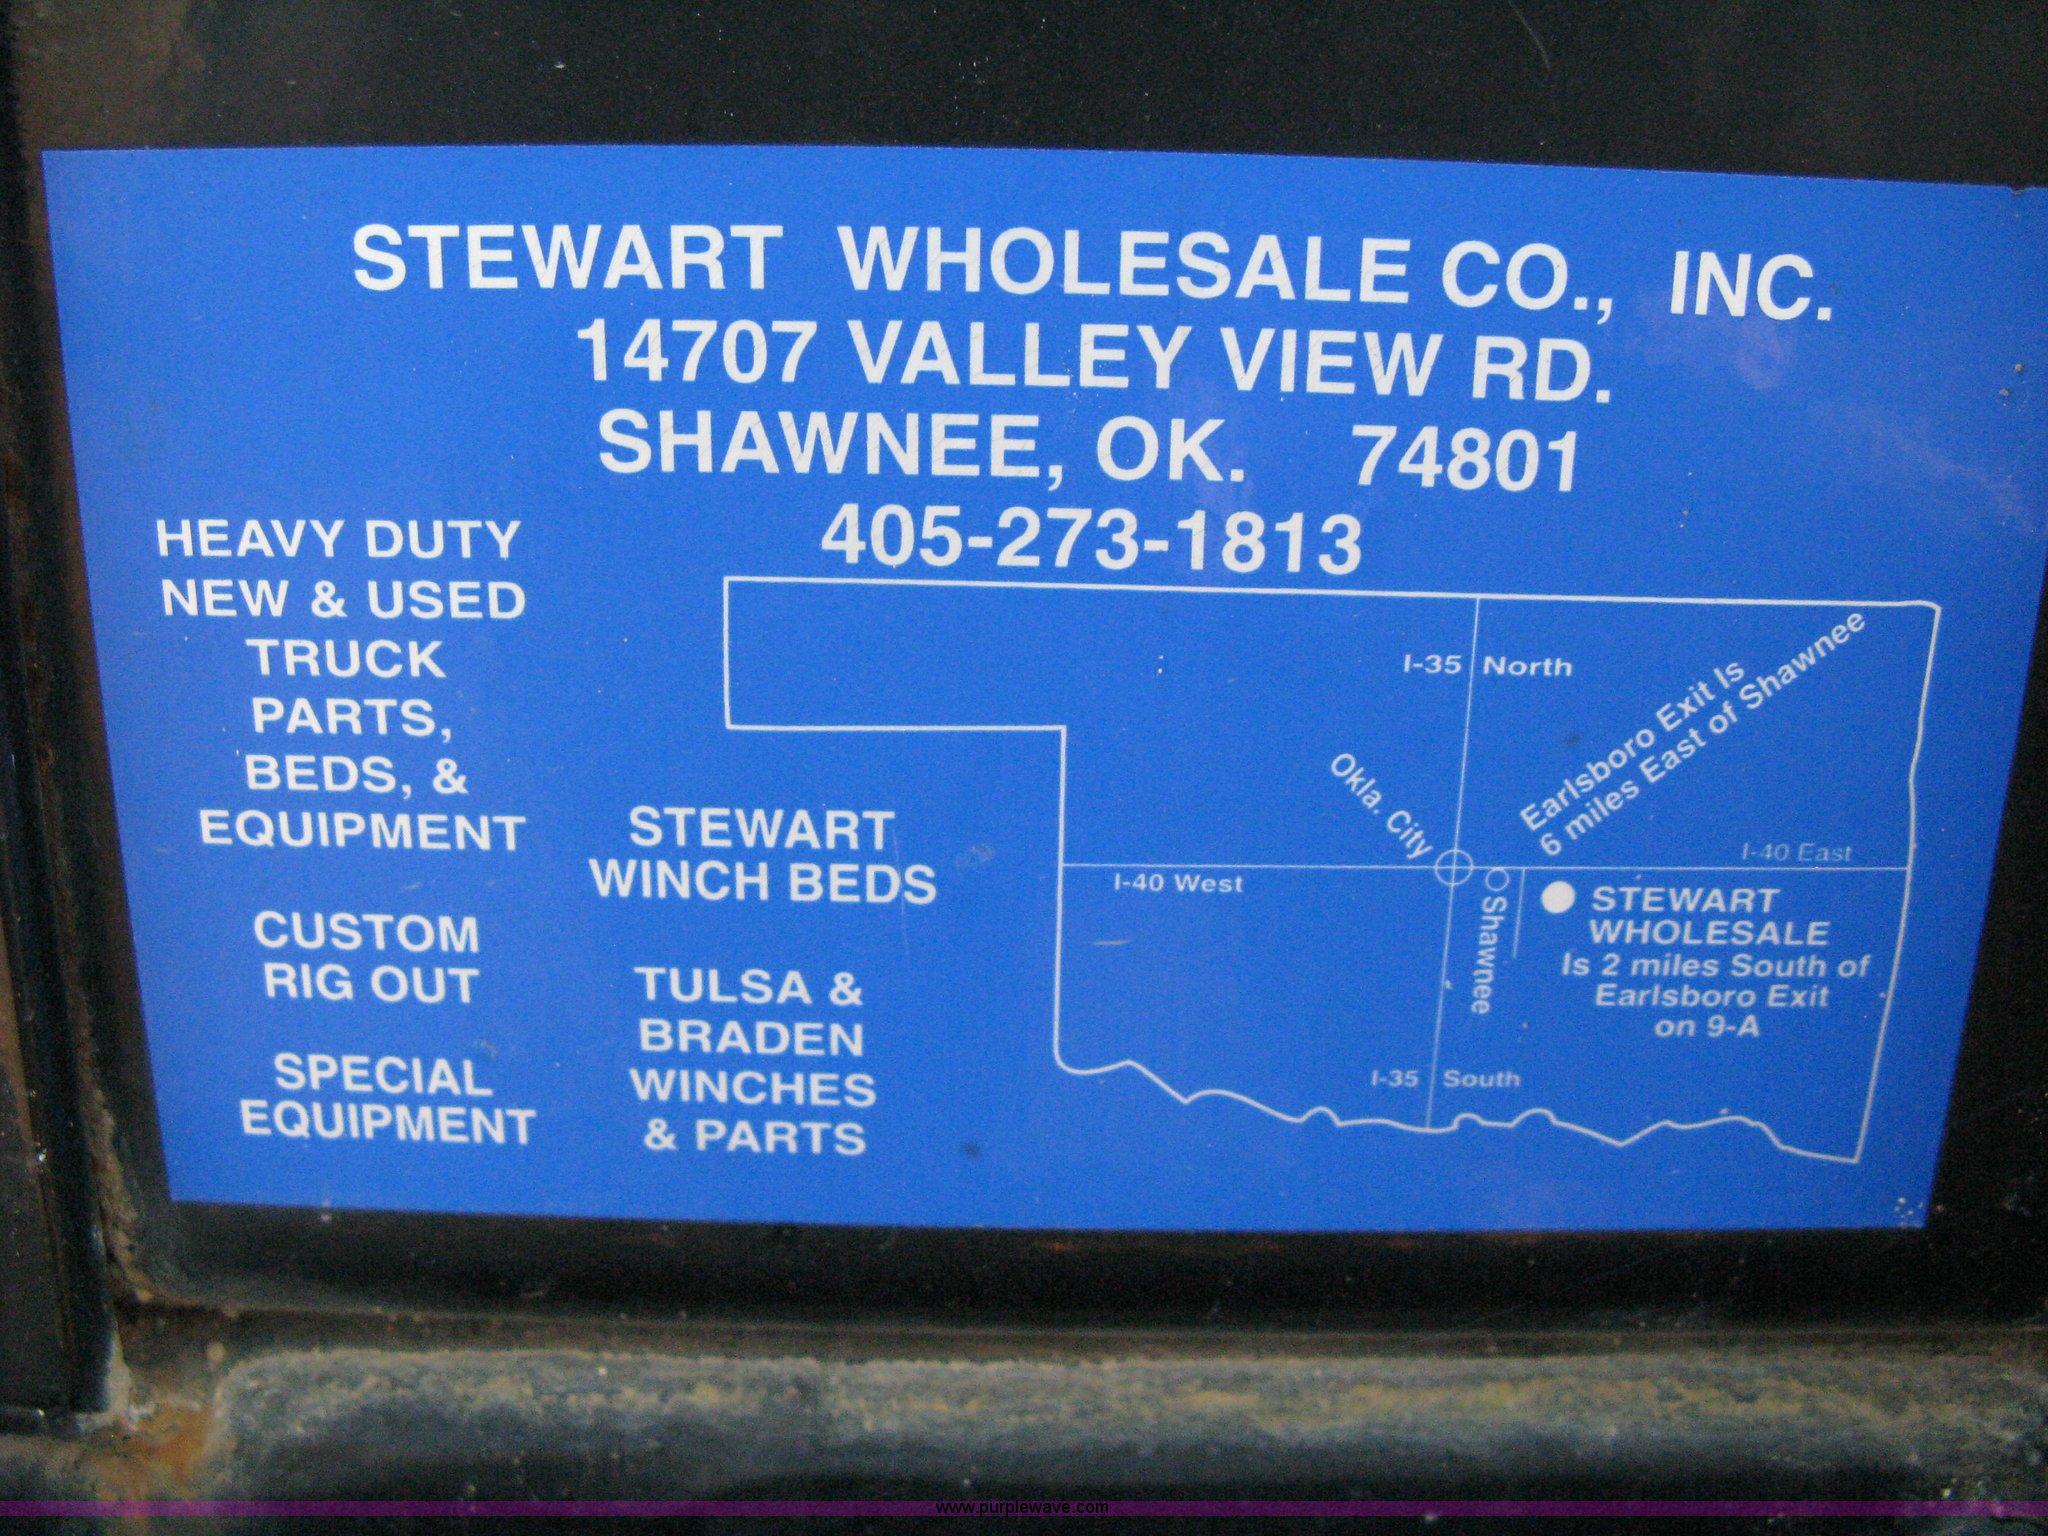 STEWART WHOLESALE CO., INC.
14707 VALLEY VIEW RD.
SHAWNEE, OK. 74801
405-273-1813
HEAVY DUTY
NEW & USED
TRUCK
PARTS,
BEDS, &
EQUIPMENT
CUSTOM
RIG OUT
SPECIAL
EQUIPMENT
STEWART
WINCH BEDS
TULSA &
BRADEN
WINCHES
& PARTS
I-35 North
Earlsboro Exit Is
6 miles East of Shawnee
Okla. City
I-40 West
I-40 East
Shawnee
STEWART
WHOLESALE
Is 2 miles South of
Earlsboro Exit
on 9-A
I-35 South
www.purplewave.com